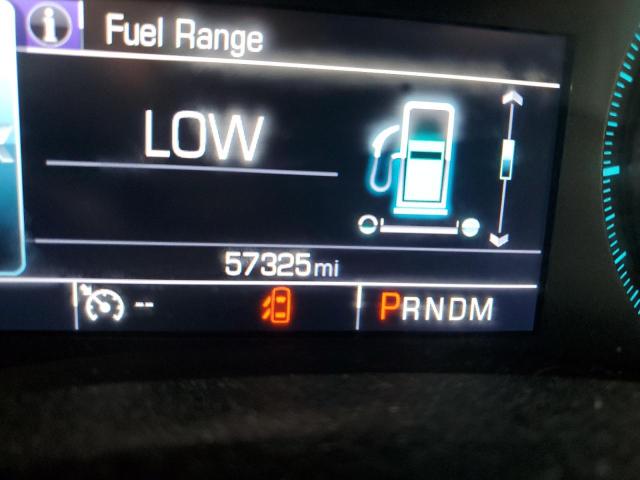 Fuel Range
LOW
57325mi
--
PRNDM